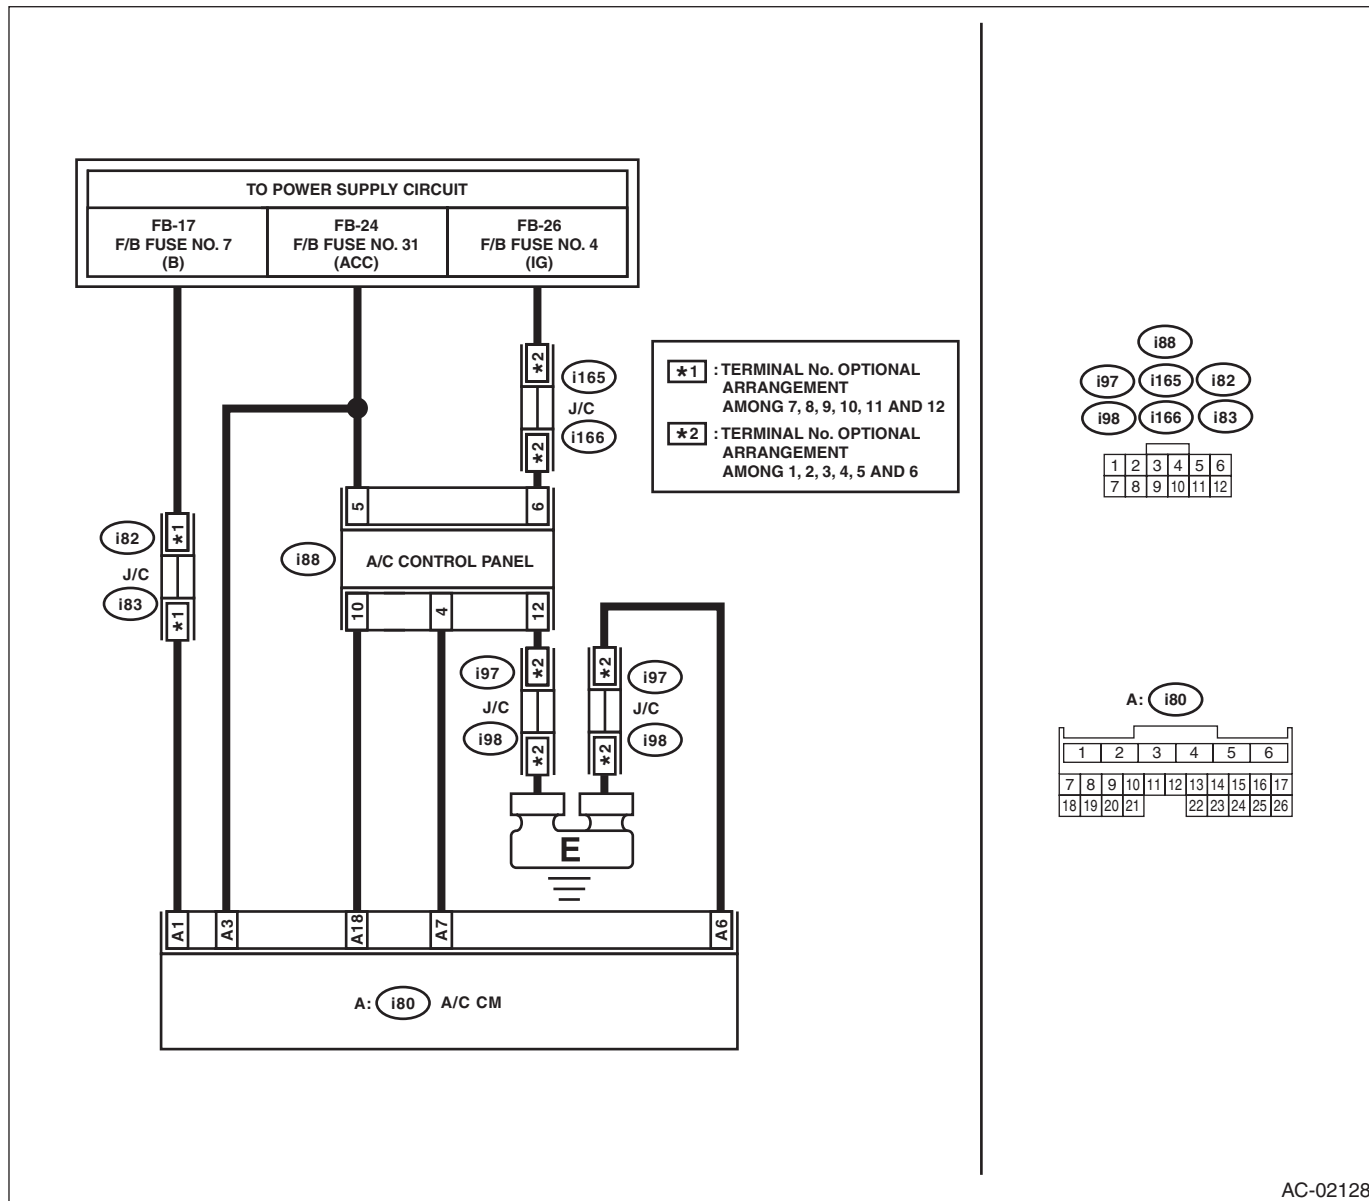 TO POWER SUPPLY CIRCUIT
FB-17
F/B FUSE NO. 7
(B)
FB-24
F/B FUSE NO. 31
(ACC)
FB-26
F/B FUSE NO. 4
(IG)
*2
i165
J/C
i166
*2
*1 : TERMINAL No. OPTIONAL
ARRANGEMENT
AMONG 7, 8, 9, 10, 11 AND 12
*2 : TERMINAL No. OPTIONAL
ARRANGEMENT
AMONG 1, 2, 3, 4, 5 AND 6
*1
i82
J/C
i83
*1
5
6
i88
A/C CONTROL PANEL
10
4
12
*2
i97
J/C
i98
*2
*2
i97
J/C
i98
*2
E
A1
A3
A18
A7
A6
A: i80 A/C CM
i88
i97 i165 i82
i98 i166 i83
1 2 3 4 5 6
7 8 9 10 11 12
A: i80
1 2 3 4 5 6
7 8 9 10 11 12 13 14 15 16 17
18 19 20 21 22 23 24 25 26
AC-02128